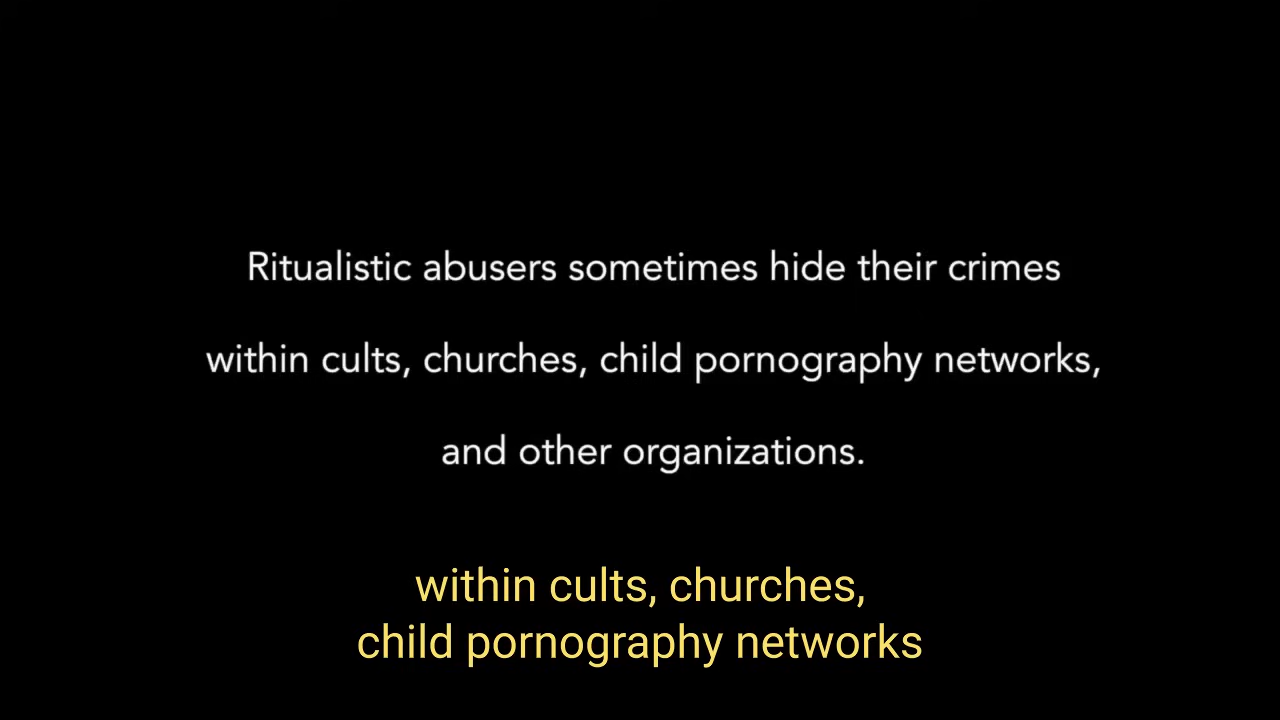 Ritualistic abusers sometimes hide their crimes
within cults, churches, child pornography networks,
and other organizations.
within cults, churches,
child pornography networks